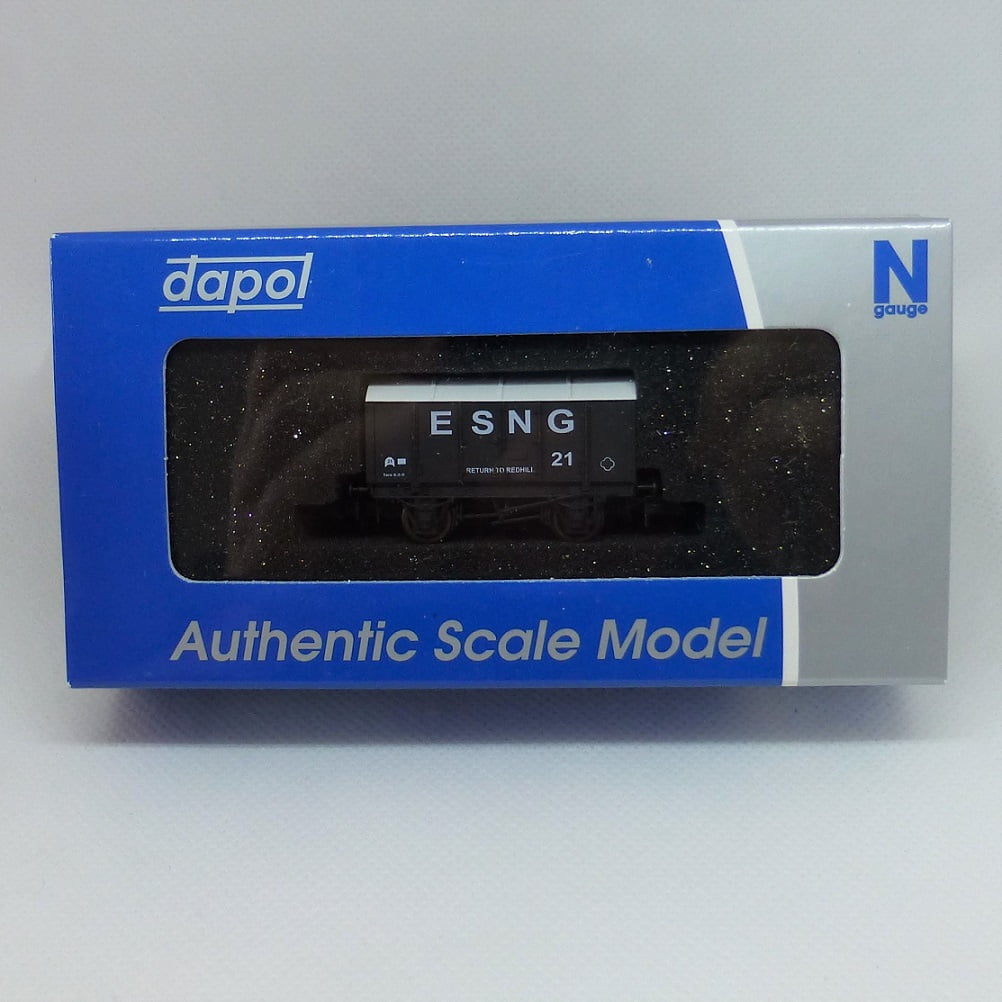 dapol
N
gauge
E S N G
21
RETURN TO REDHILL
Authentic Scale Model